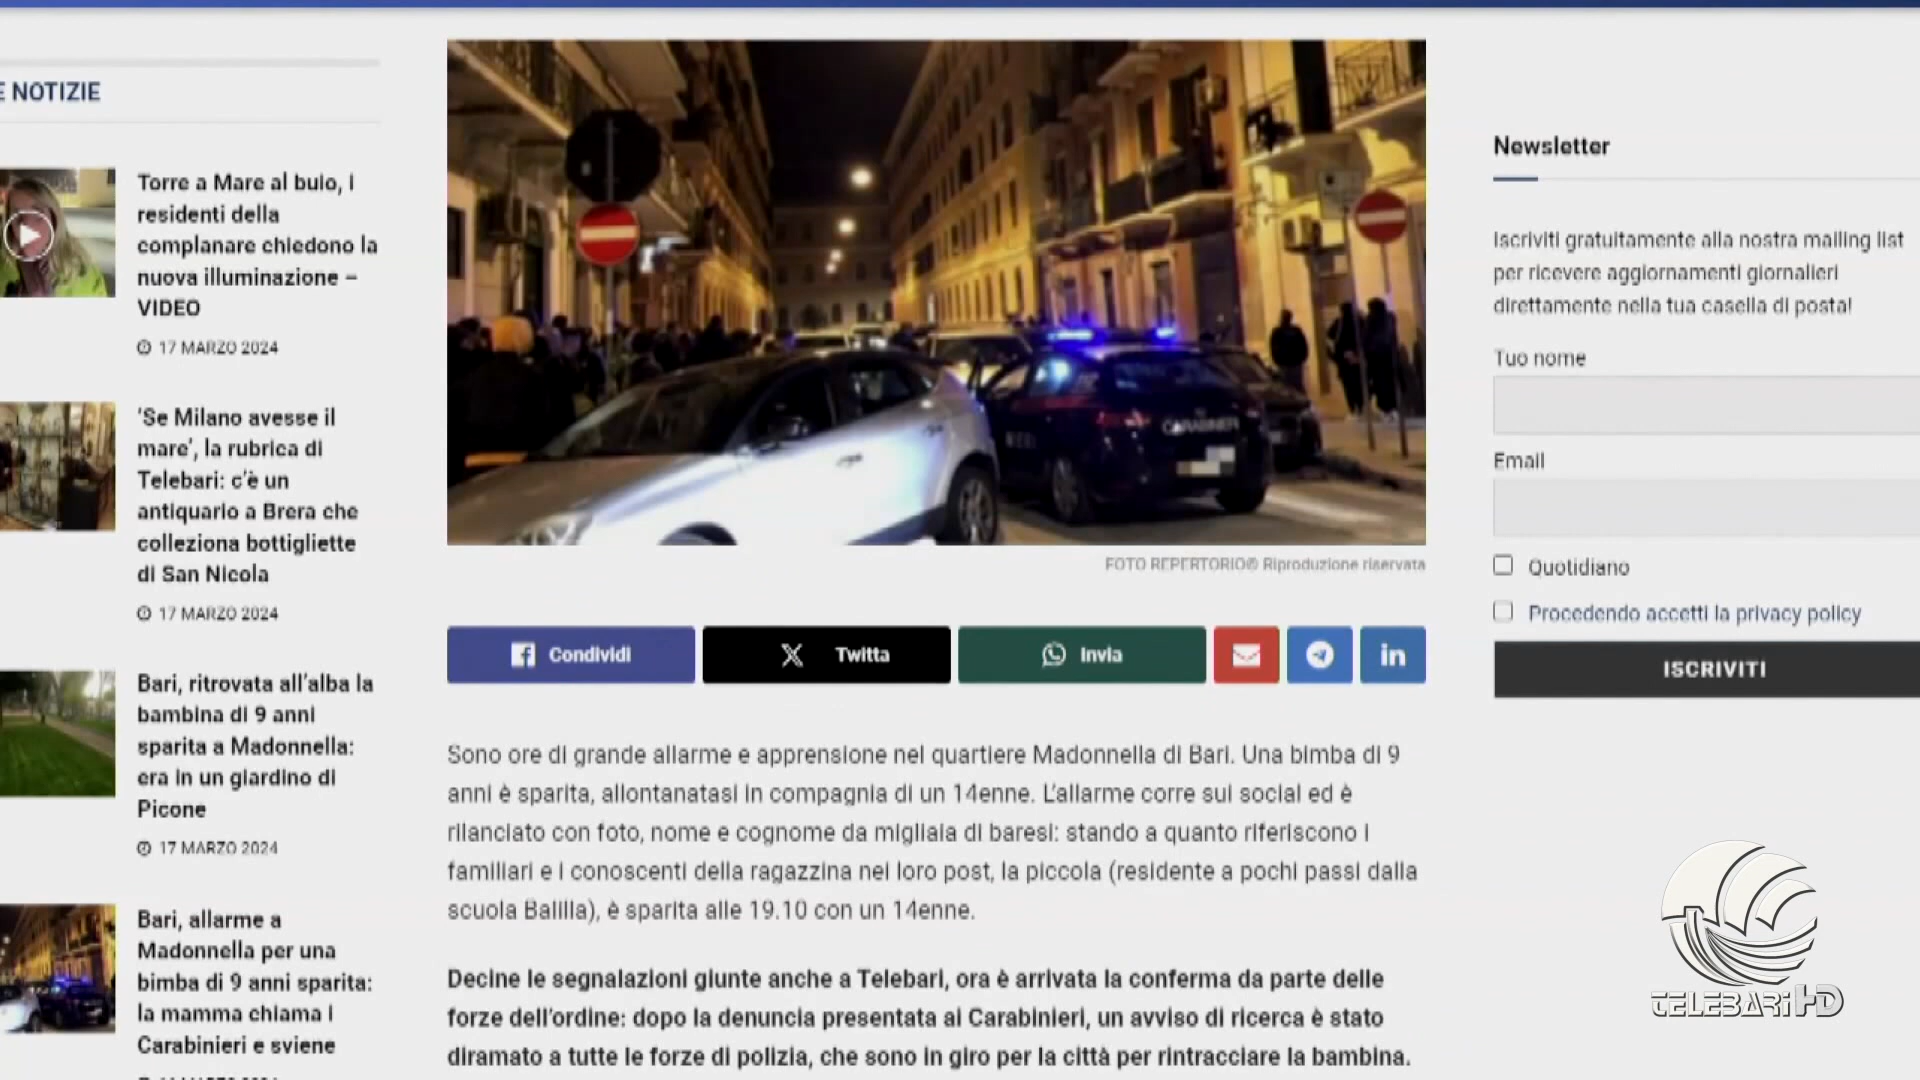 E NOTIZIE
Torre a Mare al buio, i
residenti della
complanare chiedono la
nuova illuminazione –
VIDEO
17 MARZO 2024
‘Se Milano avesse il
mare’, la rubrica di
Telebari: c’è un
antiquario a Brera che
colleziona bottigliette
di San Nicola
17 MARZO 2024
Bari, ritrovata all’alba la
bambina di 9 anni
sparita a Madonnella:
era in un giardino di
Picone
17 MARZO 2024
Bari, allarme a
Madonnella per una
bimba di 9 anni sparita:
la mamma chiama i
Carabinieri e sviene
CARABINIERI
FOTO REPERTORIO® Riproduzione riservata
Condividi
Twitta
Invia
Sono ore di grande allarme e apprensione nel quartiere Madonnella di Bari. Una bimba di 9
anni è sparita, allontanatasi in compagnia di un 14enne. L’allarme corre sui social ed è
rilanciato con foto, nome e cognome da migliaia di baresi: stando a quanto riferiscono i
familiari e i conoscenti della ragazzina nei loro post, la piccola (residente a pochi passi dalla
scuola Balilla), è sparita alle 19.10 con un 14enne.
Decine le segnalazioni giunte anche a Telebari, ora è arrivata la conferma da parte delle
forze dell’ordine: dopo la denuncia presentata ai Carabinieri, un avviso di ricerca è stato
diramato a tutte le forze di polizia, che sono in giro per la città per rintracciare la bambina.
Newsletter
Iscriviti gratuitamente alla nostra mailing list
per ricevere aggiornamenti giornalieri
direttamente nella tua casella di posta!
Tuo nome
Email
Quotidiano
Procedendo accetti la privacy policy
ISCRIVITI
TELEBARI HD